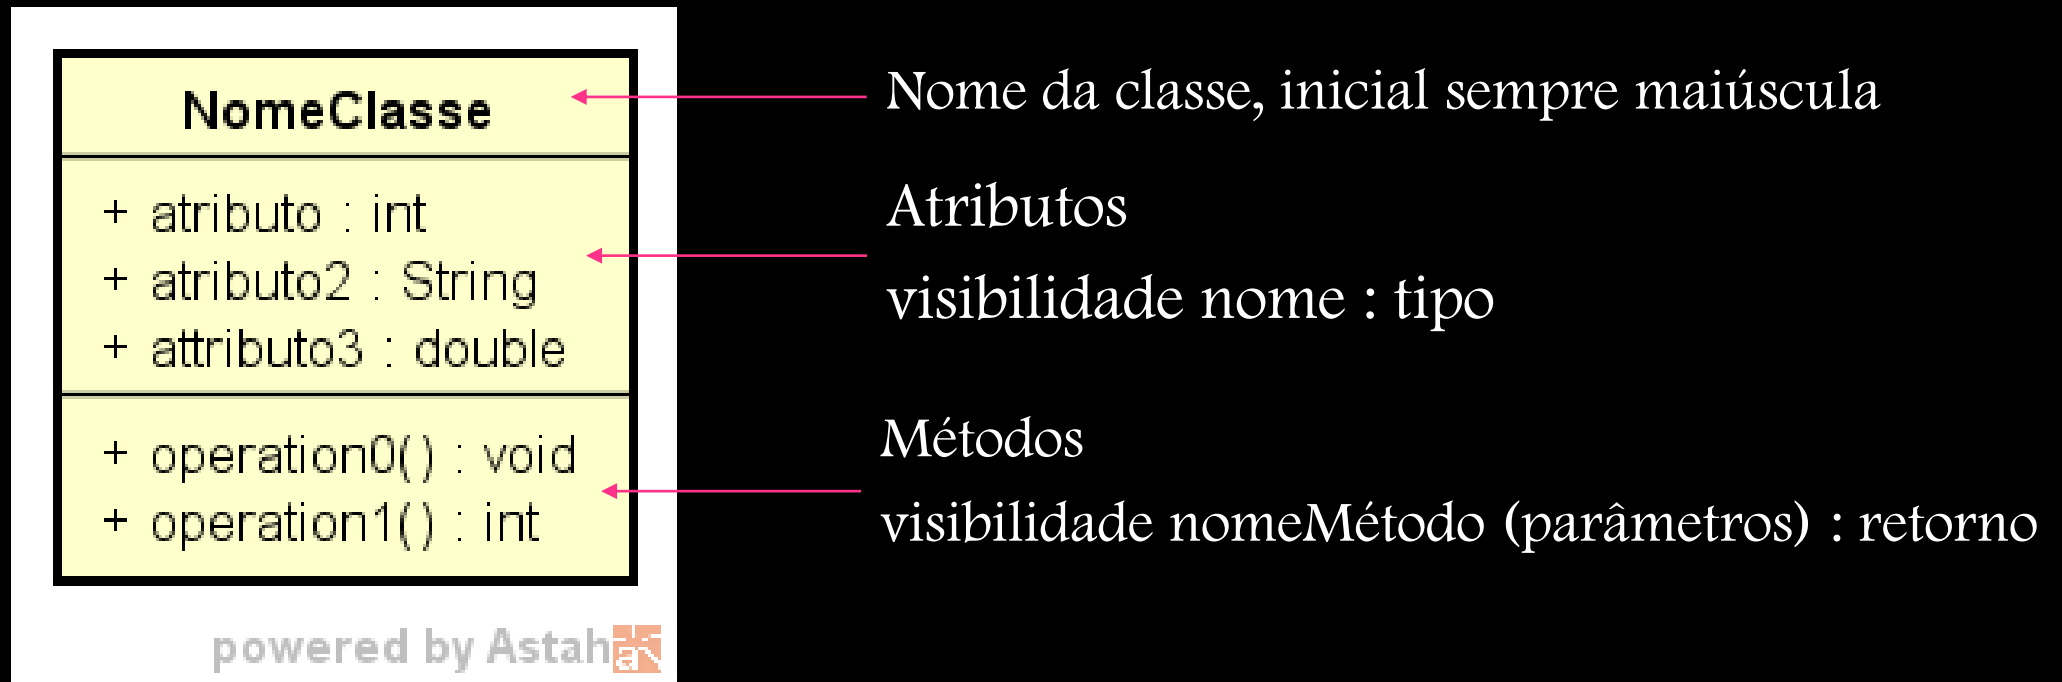 NomeClasse
+ atributo : int
+ atributo2 : String
+ attributo3 : double
+ operation0() : void
+ operation1() : int
powered by Astah
Nome da classe, inicial sempre maiúscula
Atributos
visibilidade nome : tipo
Métodos
visibilidade nomeMétodo (parâmetros) : retorno